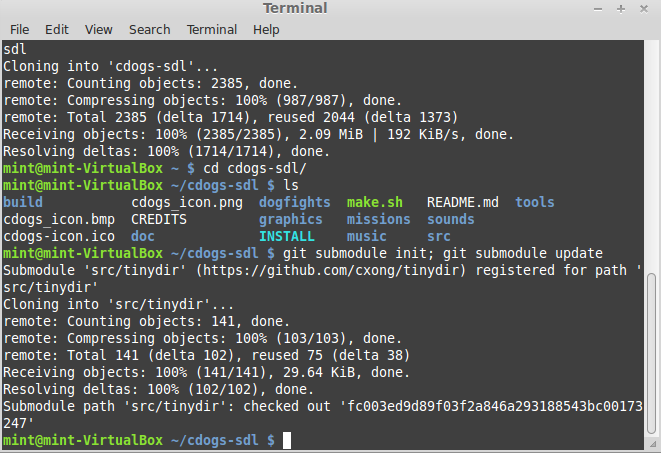 Terminal
File Edit View Search Terminal Help
sdl
Cloning into 'cdogs-sdl'...
remote: Counting objects: 2385, done.
remote: Compressing objects: 100% (987/987), done.
remote: Total 2385 (delta 1714), reused 2044 (delta 1373)
Receiving objects: 100% (2385/2385), 2.09 MiB | 192 KiB/s, done.
Resolving deltas: 100% (1714/1714), done.
mint@mint-VirtualBox ~ $ cd cdogs-sdl/
mint@mint-VirtualBox ~/cdogs-sdl $ ls
build cdogs_icon.png dogfights make.sh README.md tools
cdogs_icon.bmp CREDITS graphics missions sounds
cdogs-icon.ico doc INSTALL music src
mint@mint-VirtualBox ~/cdogs-sdl $ git submodule init; git submodule update
Submodule 'src/tinydir' (https://github.com/cxong/tinydir) registered for path '
src/tinydir'
Cloning into 'src/tinydir'...
remote: Counting objects: 141, done.
remote: Compressing objects: 100% (103/103), done.
remote: Total 141 (delta 102), reused 75 (delta 38)
Receiving objects: 100% (141/141), 29.64 KiB, done.
Resolving deltas: 100% (102/102), done.
Submodule path 'src/tinydir': checked out 'fc003ed9d89f03f2a846a293188543bc00173
247'
mint@mint-VirtualBox ~/cdogs-sdl $